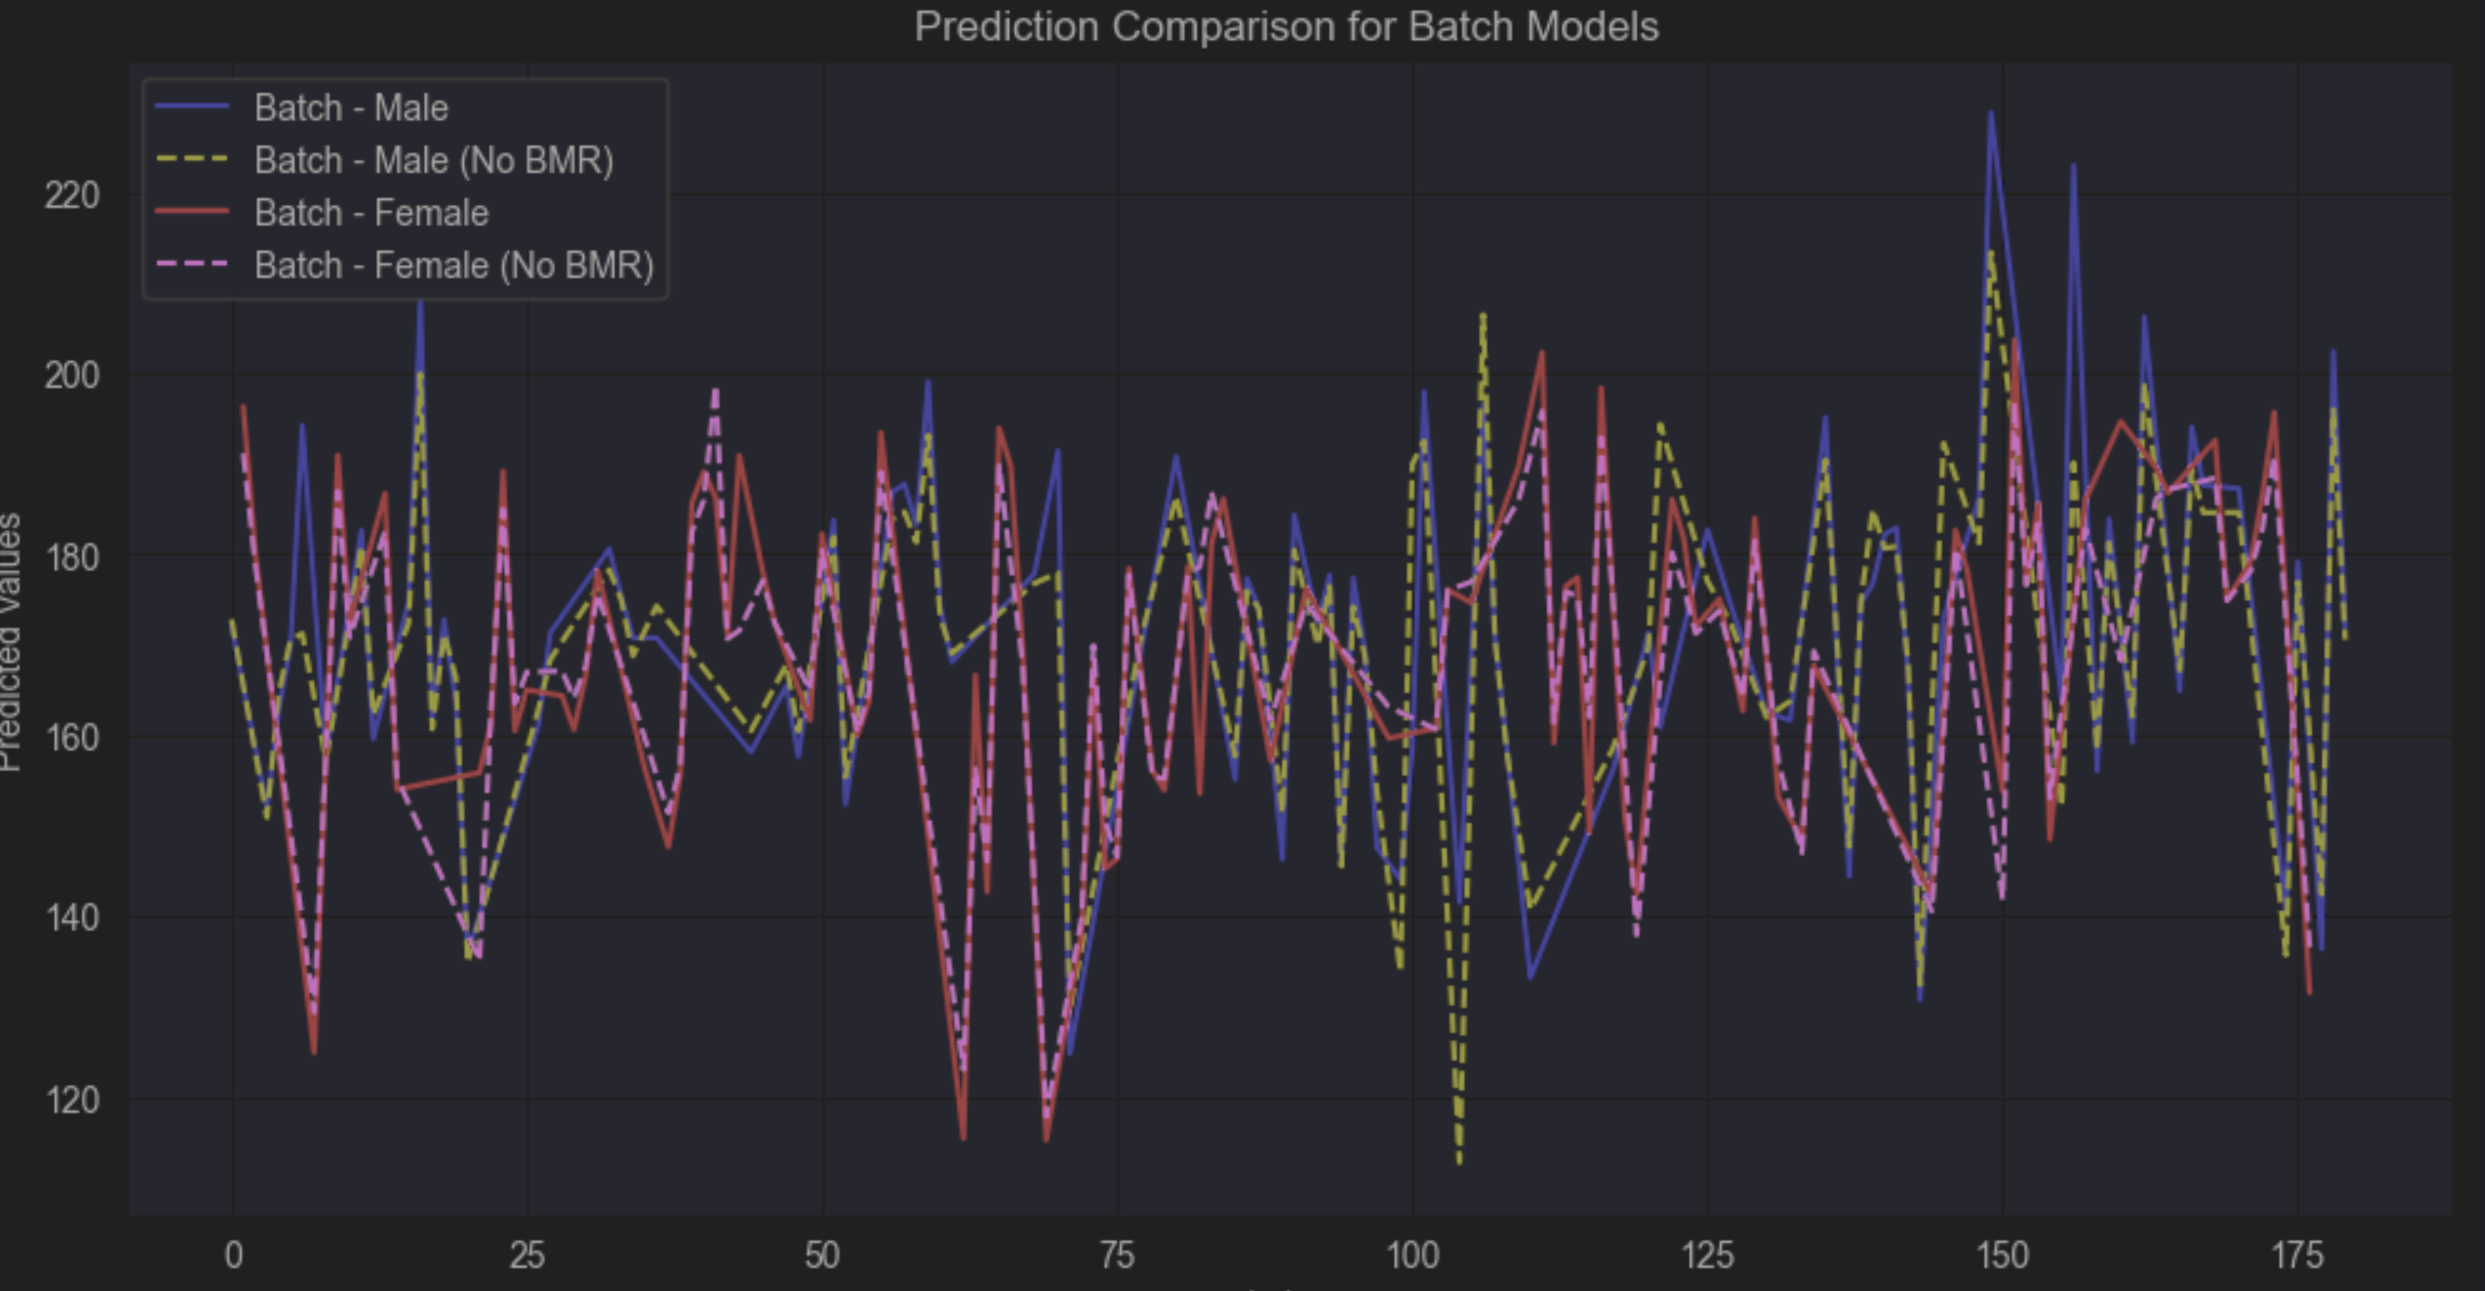 Prediction Comparison for Batch Models
Batch - Male
Batch - Male (No BMR)
Batch - Female
Batch - Female (No BMR)
Predicted Values
220
200
180
160
140
120
0 25 50 75 100 125 150 175